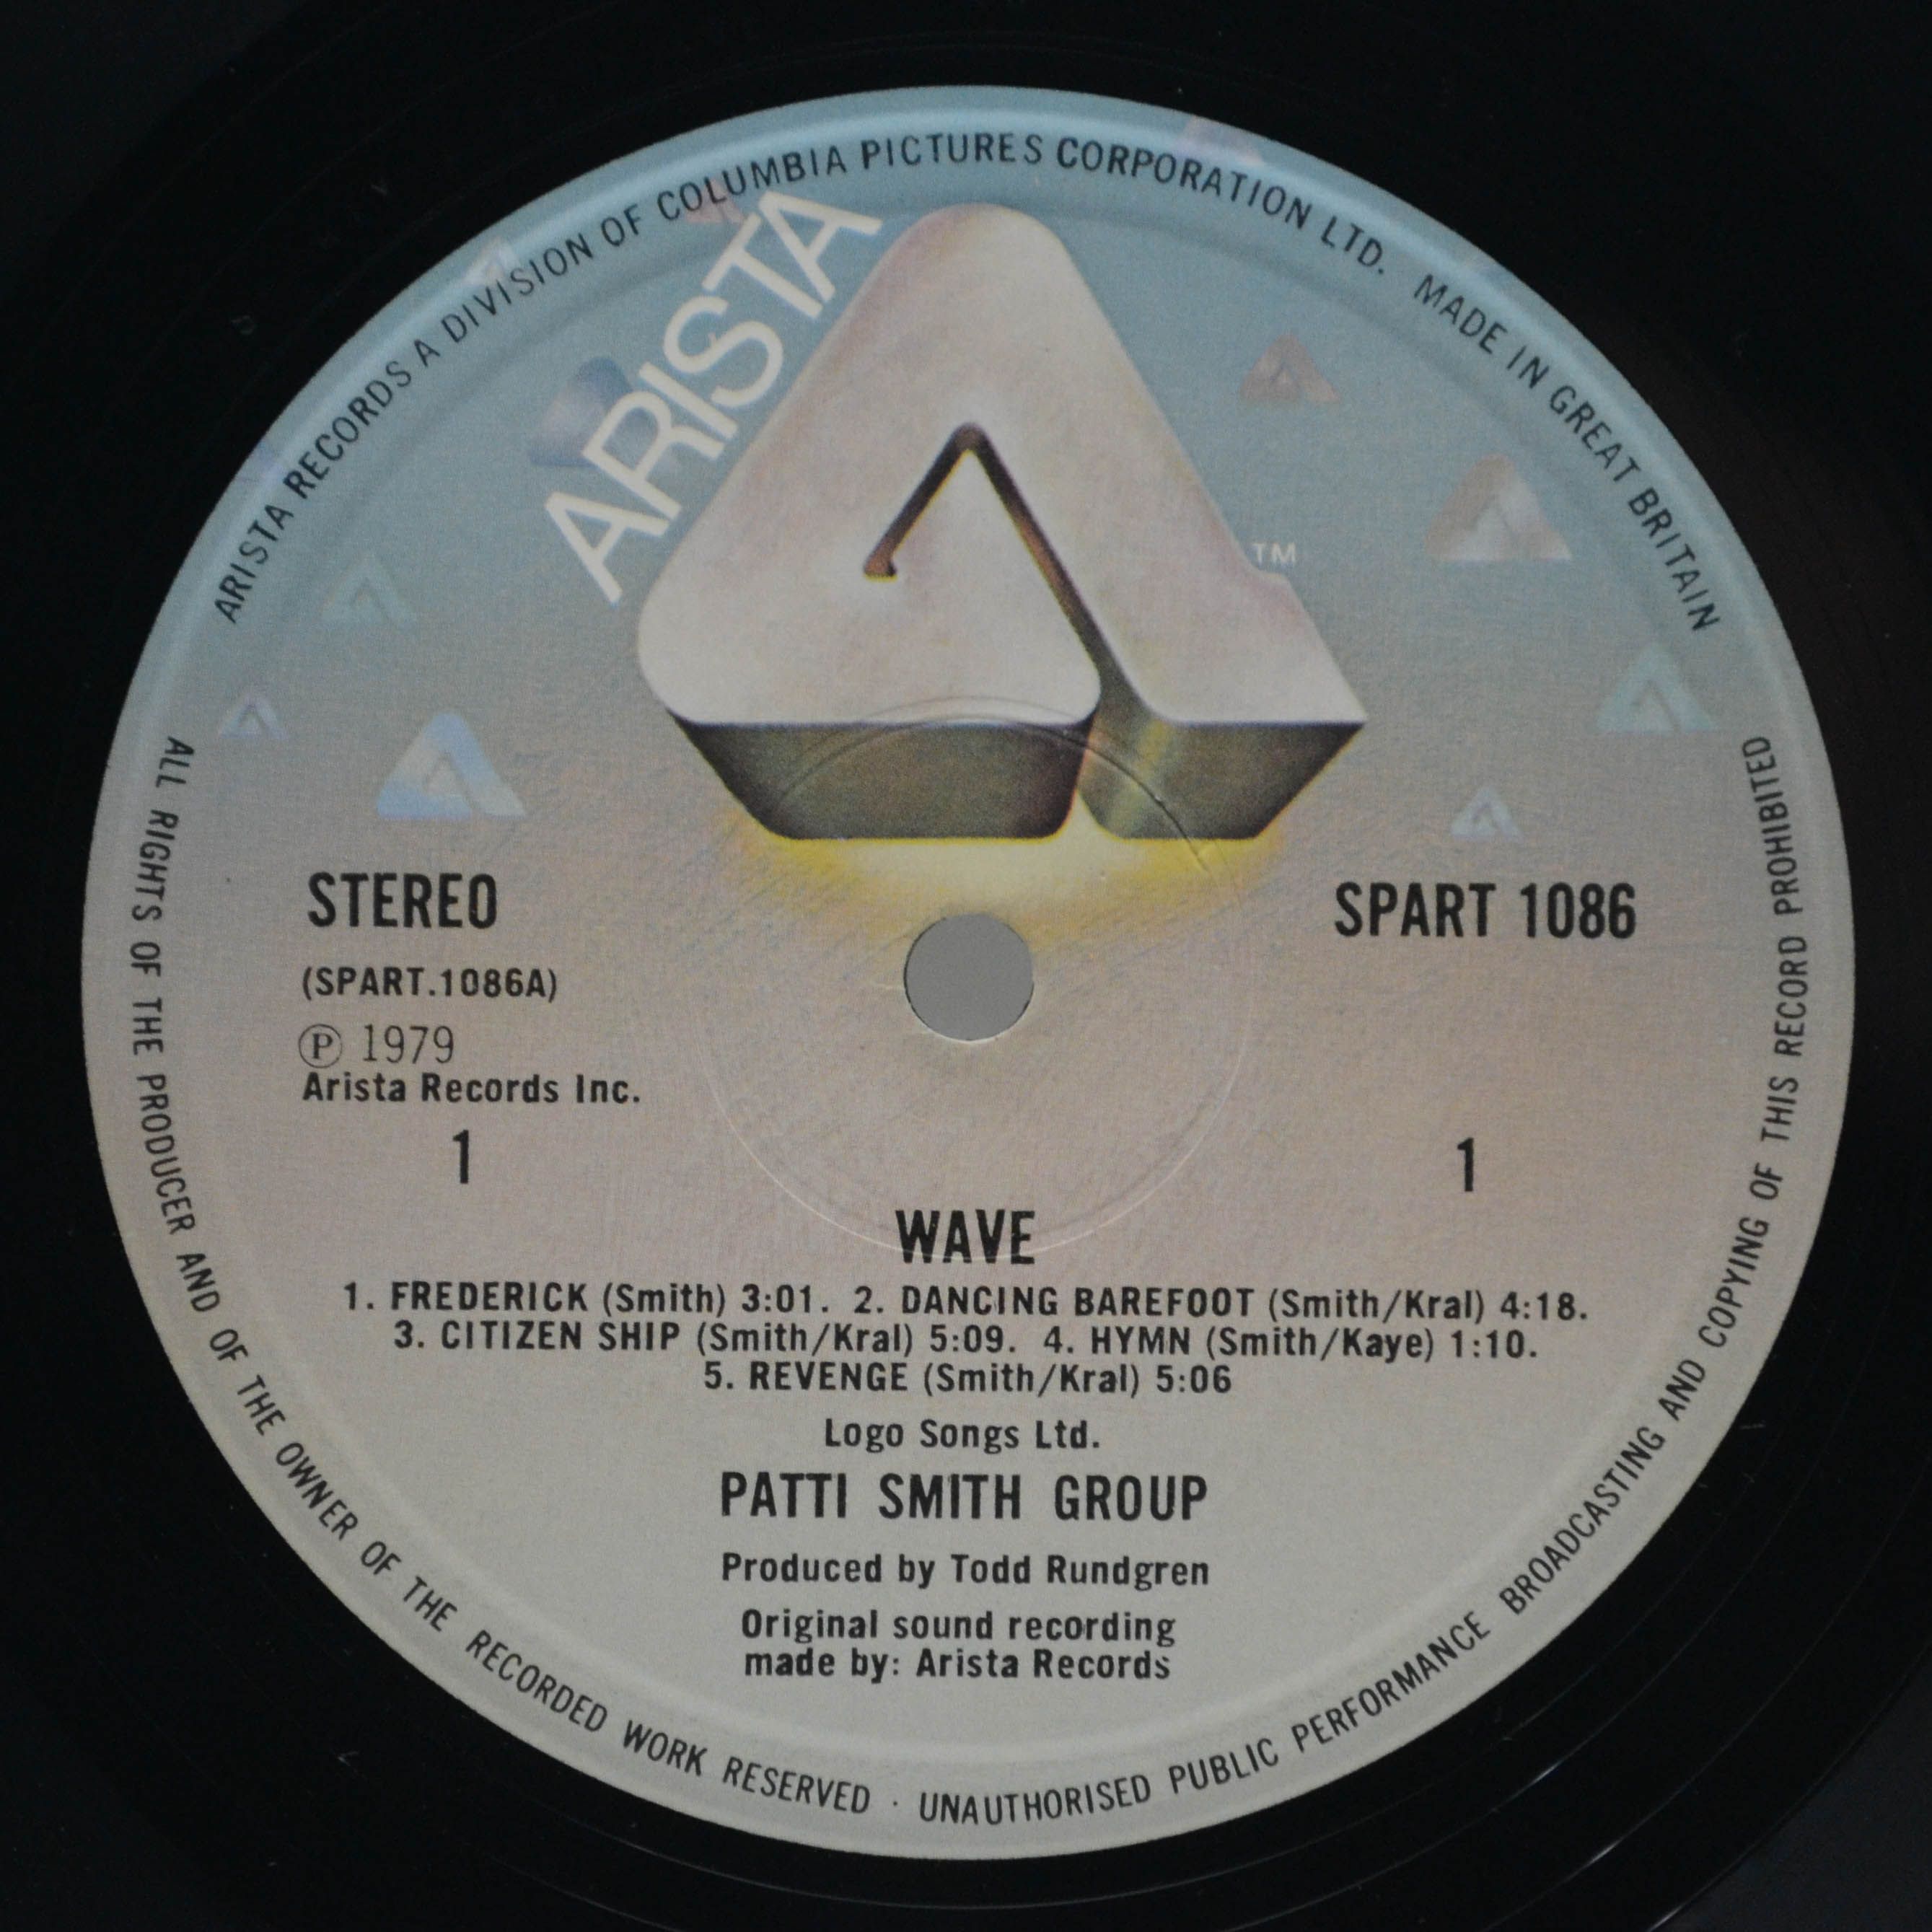 ARISTA RECORDS A DIVISION OF COLUMBIA PICTURES CORPORATION LTD. MADE IN GREAT BRITAIN
ARISTA
TM
STEREO
SPART 1086
(SPART.1086A)
Ⓟ 1979
Arista Records Inc.
1
1
WAVE
1. FREDERICK (Smith) 3:01. 2. DANCING BAREFOOT (Smith/Kral) 4:18.
3. CITIZEN SHIP (Smith/Kral) 5:09. 4. HYMN (Smith/Kaye) 1:10.
5. REVENGE (Smith/Kral) 5:06
Logo Songs Ltd.
PATTI SMITH GROUP
Produced by Todd Rundgren
Original sound recording
made by: Arista Records
ALL RIGHTS OF THE PRODUCER AND OF THE OWNER OF THE RECORDED WORK RESERVED · UNAUTHORISED PUBLIC PERFORMANCE BROADCASTING AND COPYING OF THIS RECORD PROHIBITED